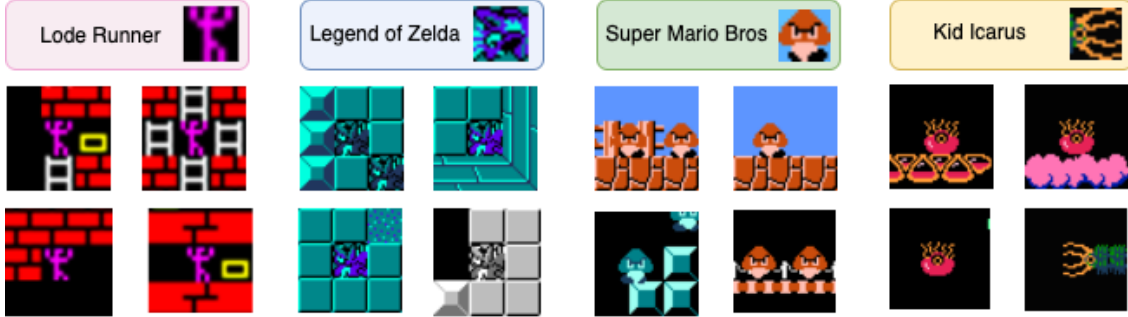 Lode Runner
Legend of Zelda
Super Mario Bros
Kid Icarus